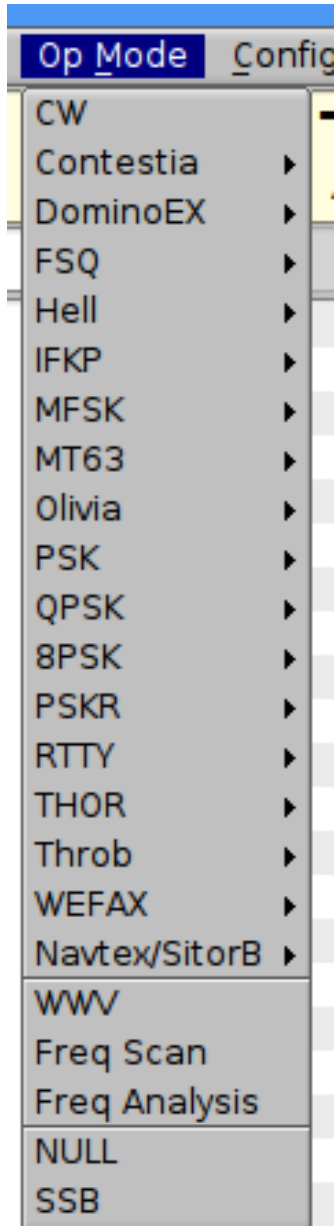 Op Mode
CW
Contestia
DominoEX
FSQ
Hell
IFKP
MFSK
MT63
Olivia
PSK
QPSK
8PSK
PSKR
RTTY
THOR
Throb
WEFAX
Navtex/SitorB
WWV
Freq Scan
Freq Analysis
NULL
SSB